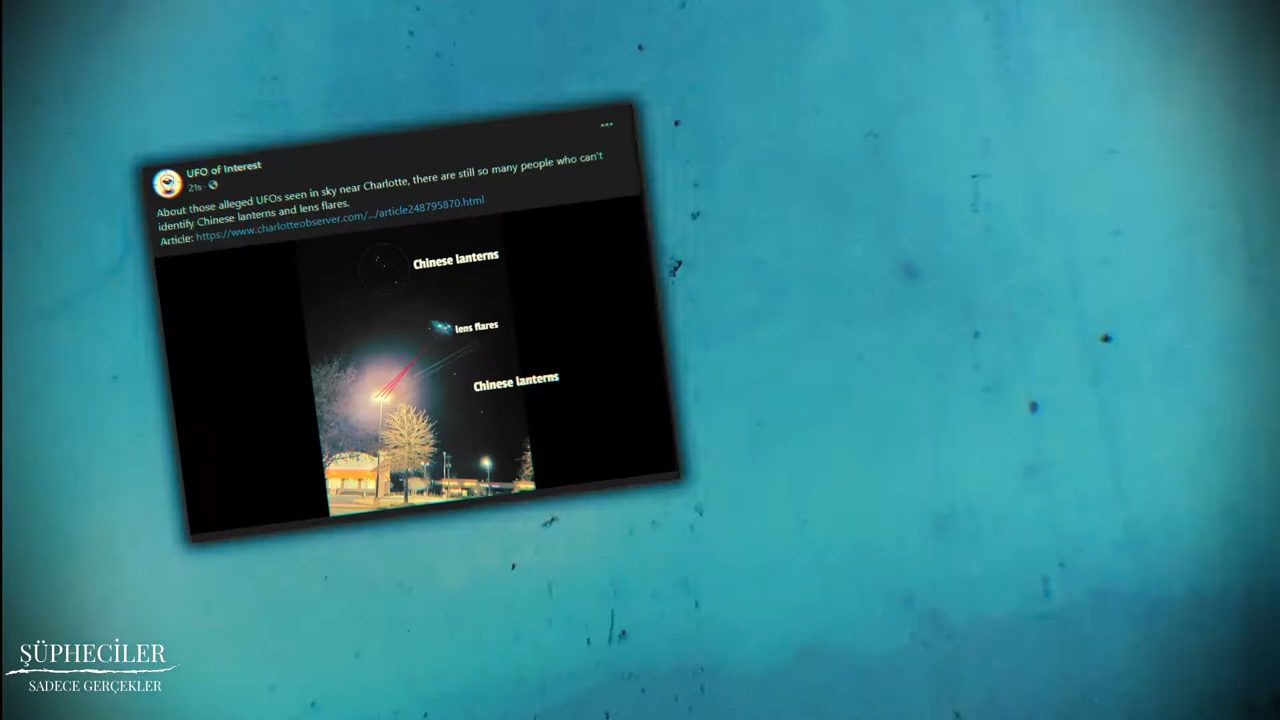 UFO of Interest
21s ·
About those alleged UFOs seen in sky near Charlotte, there are still so many people who can't
identify Chinese lanterns and lens flares.
Article: https://www.charlotteobserver.com/.../article248795870.html
Chinese lanterns
lens flares
Chinese lanterns
ŞÜPHECİLER
SADECE GERÇEKLER